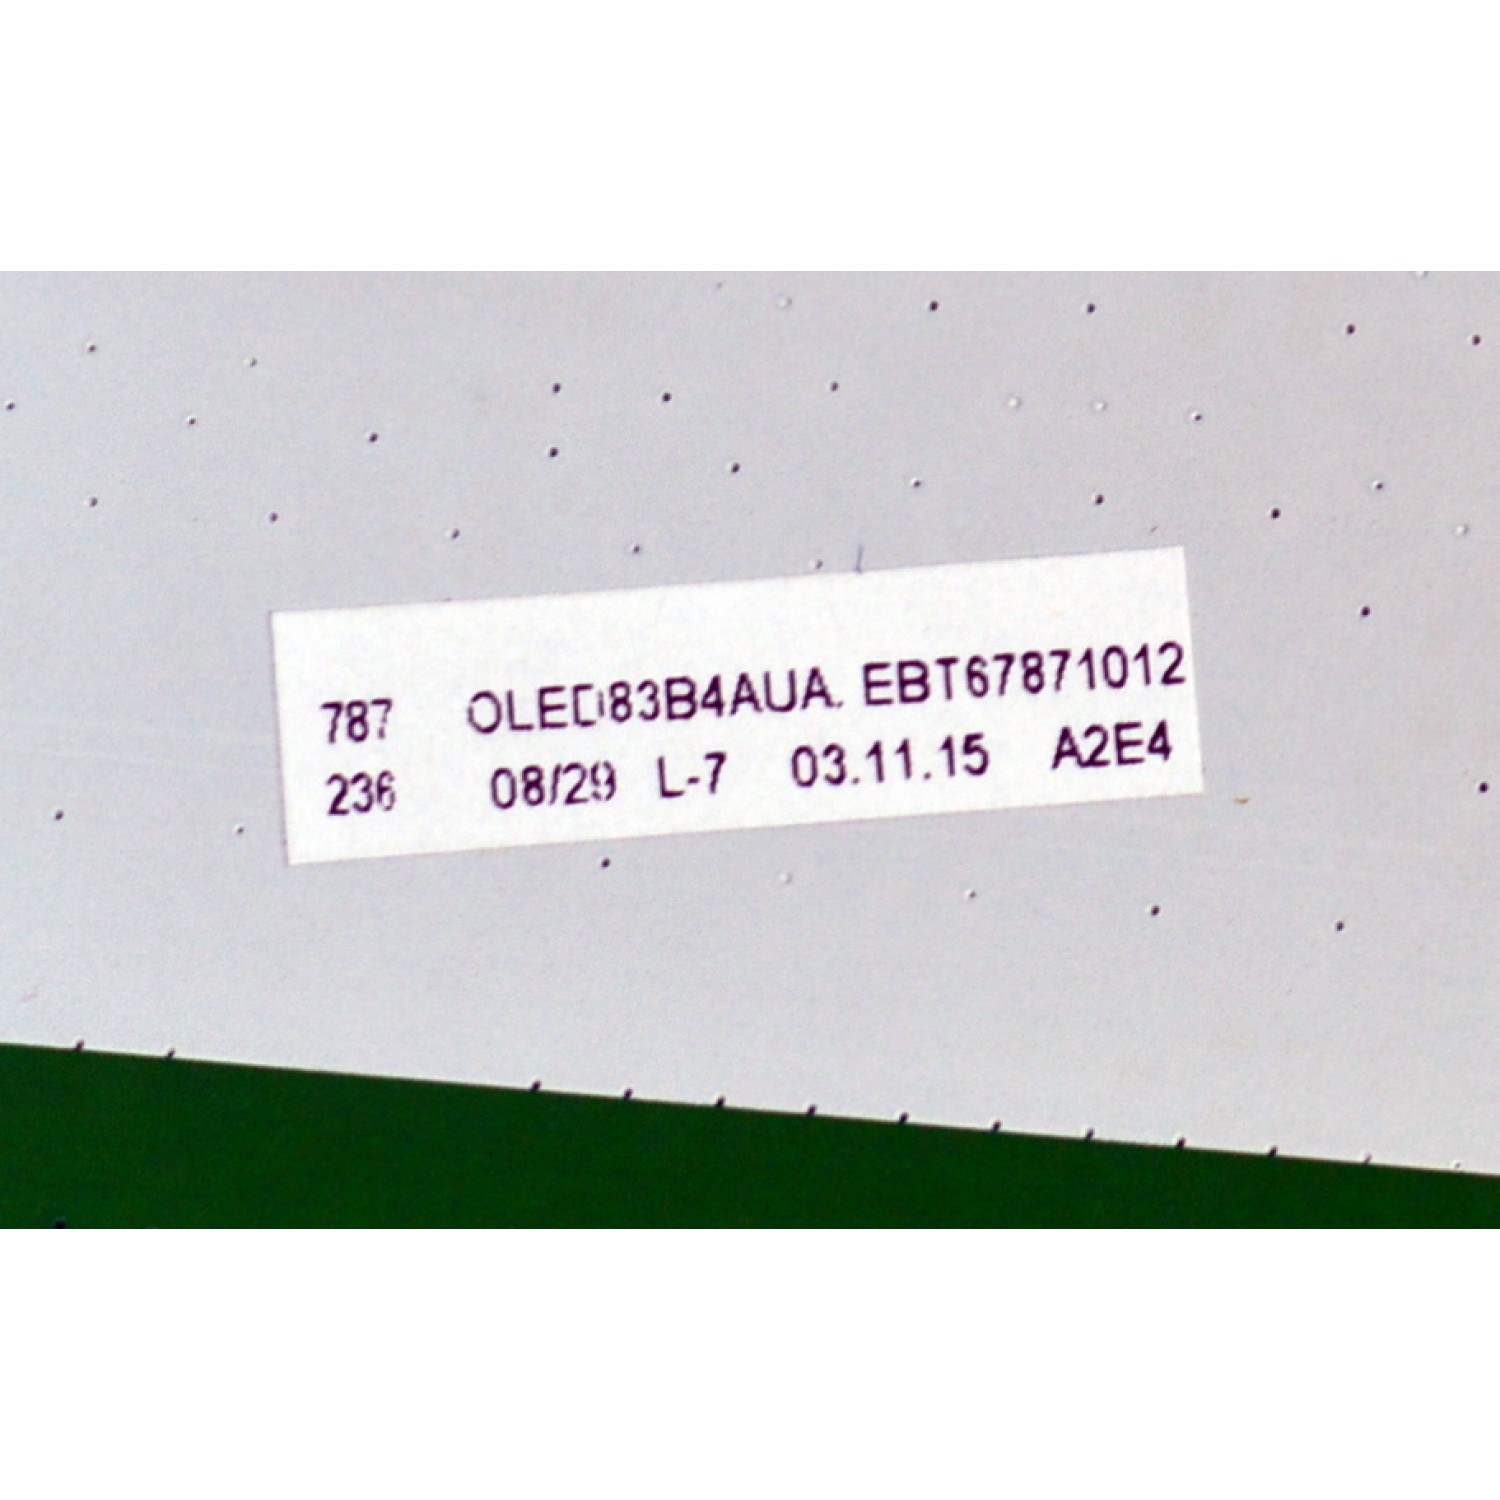 787 OLED83B4AUA. EBT67871012
236 08/29 L-7 03.11.15 A2E4